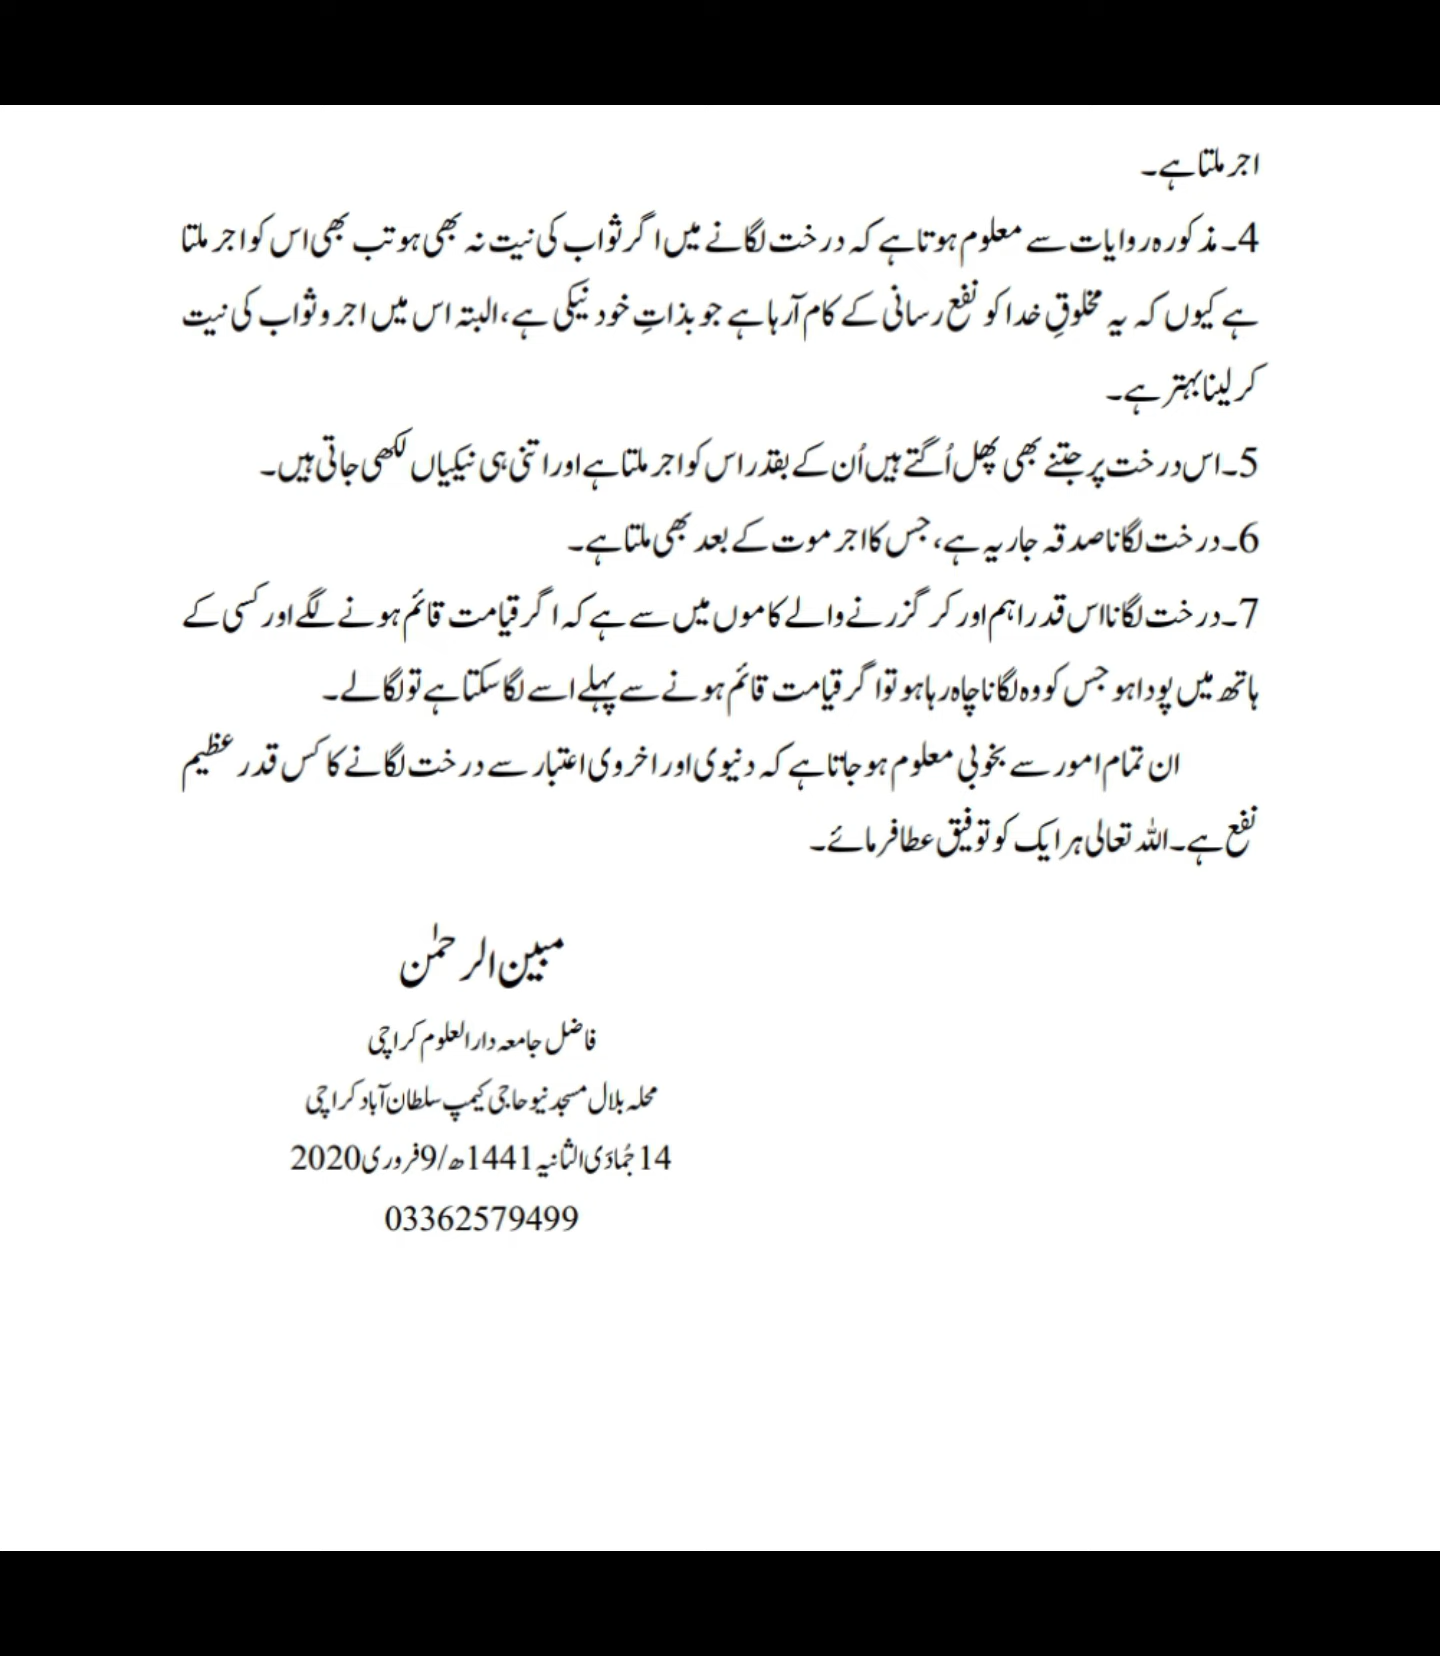 اجر ملتا ہے۔
4۔ مذکورہ روایات سے معلوم ہوتا ہے کہ درخت لگانے میں اگر ثواب کی نیت نہ بھی ہو تب بھی اس کو اجر ملتا
ہے کیوں کہ یہ مخلوقِ خدا کو نفع رسانی کے کام آرہا ہے جو بذاتِ خود نیکی ہے، البتہ اس میں اجر و ثواب کی نیت
کر لینا بہتر ہے۔
5۔ اس درخت پر جتنے بھی پھل اُگتے ہیں اُن کے بقدر اس کو اجر ملتا ہے اور اتنی ہی نیکیاں لکھی جاتی ہیں۔
6۔ درخت لگانا صدقہ جاریہ ہے، جس کا اجر موت کے بعد بھی ملتا ہے۔
7۔ درخت لگانا اس قدر اہم اور کر گزرنے والے کاموں میں سے ہے کہ اگر قیامت قائم ہونے لگے اور کسی کے
ہاتھ میں پودا ہو جس کو وہ لگانا چاہ رہا ہو تو اگر قیامت قائم ہونے سے پہلے اسے لگا سکتا ہے تو لگا لے۔
ان تمام امور سے بخوبی معلوم ہو جاتا ہے کہ دنیوی اور اخروی اعتبار سے درخت لگانے کا کس قدر عظیم
نفع ہے۔ اللہ تعالیٰ ہر ایک کو توفیق عطا فرمائے۔
مبین الرحمٰن
فاضل جامعہ دار العلوم کراچی
محلہ بلال مسجد نیو حاجی کیمپ سلطان آباد کراچی
14 جُمادَی الثانیہ 1441ھ/9 فروری 2020
03362579499